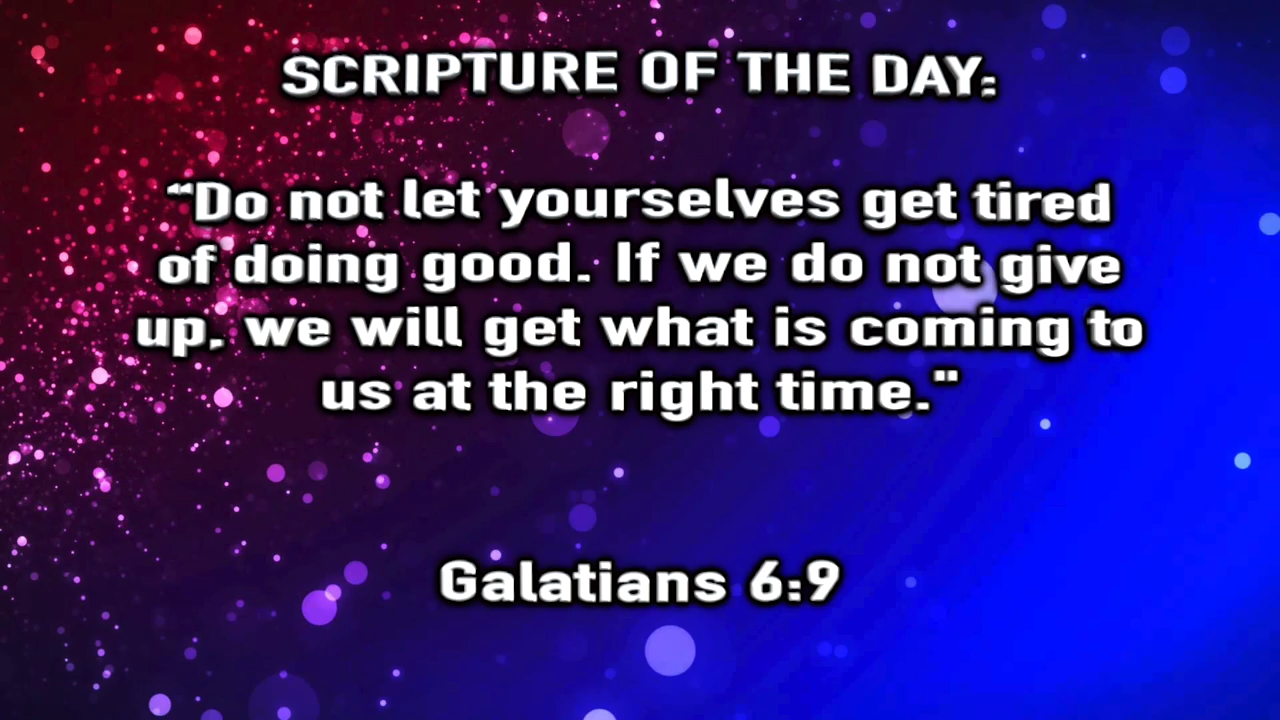 SCRIPTURE OF THE DAY:
“Do not let yourselves get tired
of doing good. If we do not give
up, we will get what is coming to
us at the right time."
Galatians 6:9